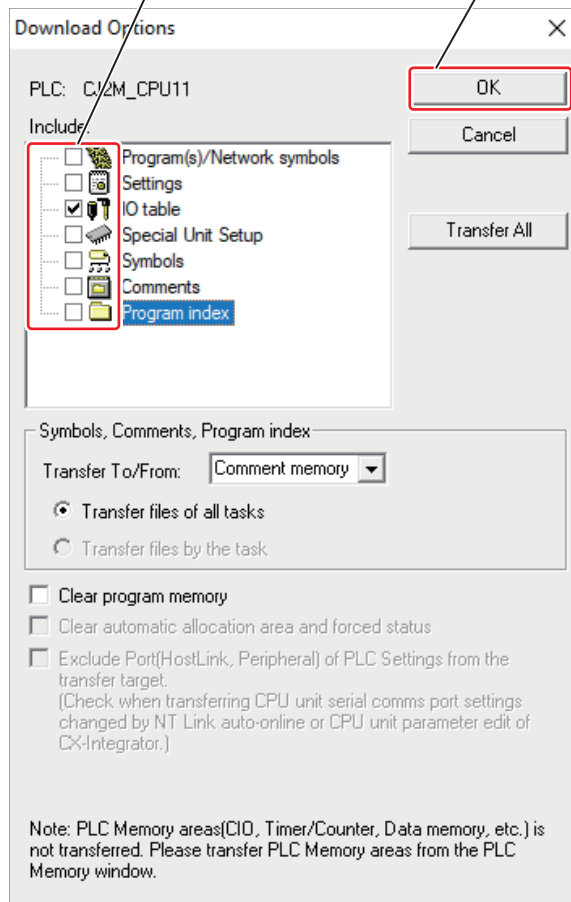 Download Options
PLC: CJ2M_CPU11
OK
Include:
Cancel
Program(s)/Network symbols
Settings
IO table
Special Unit Setup
Transfer All
Symbols
Comments
Program index
Symbols, Comments, Program index
Transfer To/From: Comment memory
Transfer files of all tasks
Transfer files by the task
Clear program memory
Clear automatic allocation area and forced status
Exclude Port(HostLink, Peripheral) of PLC Settings from the
transfer target.
(Check when transferring CPU unit serial comms port settings
changed by NT Link auto-online or CPU unit parameter edit of
CX-Integrator.)
Note: PLC Memory areas(CIO, Timer/Counter, Data memory, etc.) is
not transferred. Please transfer PLC Memory areas from the PLC
Memory window.